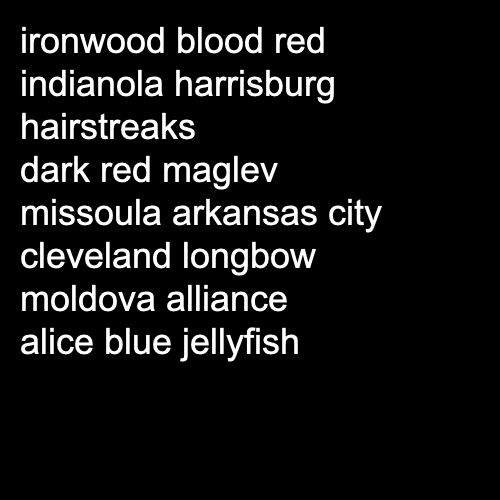 ironwood blood red
indianola harrisburg
hairstreaks
dark red maglev
missoula arkansas city
cleveland longbow
moldova alliance
alice blue jellyfish